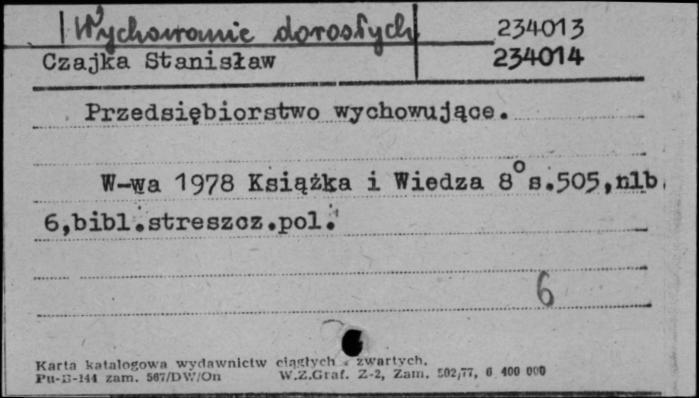 Wychowanie dorosłych 234013
Czajka Stanisław 234014
Przedsiębiorstwo wychowujące.
W-wa 1978 Książka i Wiedza 8° s.505,nlb
6,bibl.streszcz.pol.
6
Karta katalogowa wydawnictw ciągłych i zwartych.
Pu-B-144 zam. 567/DW/On W.Z.Graf. Z-2, Zam. 502/77, 6 400 000